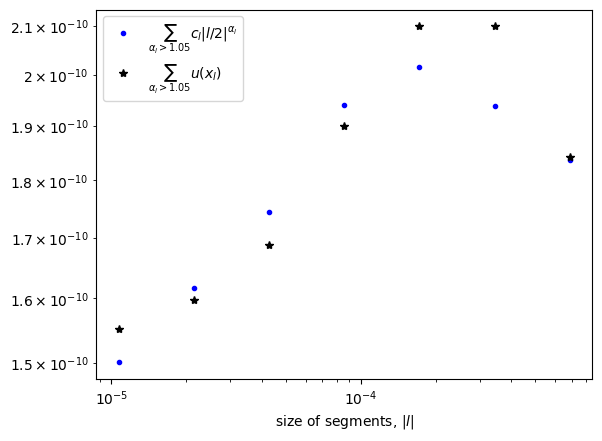 2.1 × 10⁻¹⁰
2 × 10⁻¹⁰
1.9 × 10⁻¹⁰
1.8 × 10⁻¹⁰
1.7 × 10⁻¹⁰
1.6 × 10⁻¹⁰
1.5 × 10⁻¹⁰
∑_{α_l>1.05} c_l|l/2|^{α_l}
∑_{α_l>1.05} u(x_l)
10⁻⁵
10⁻⁴
size of segments, |l|